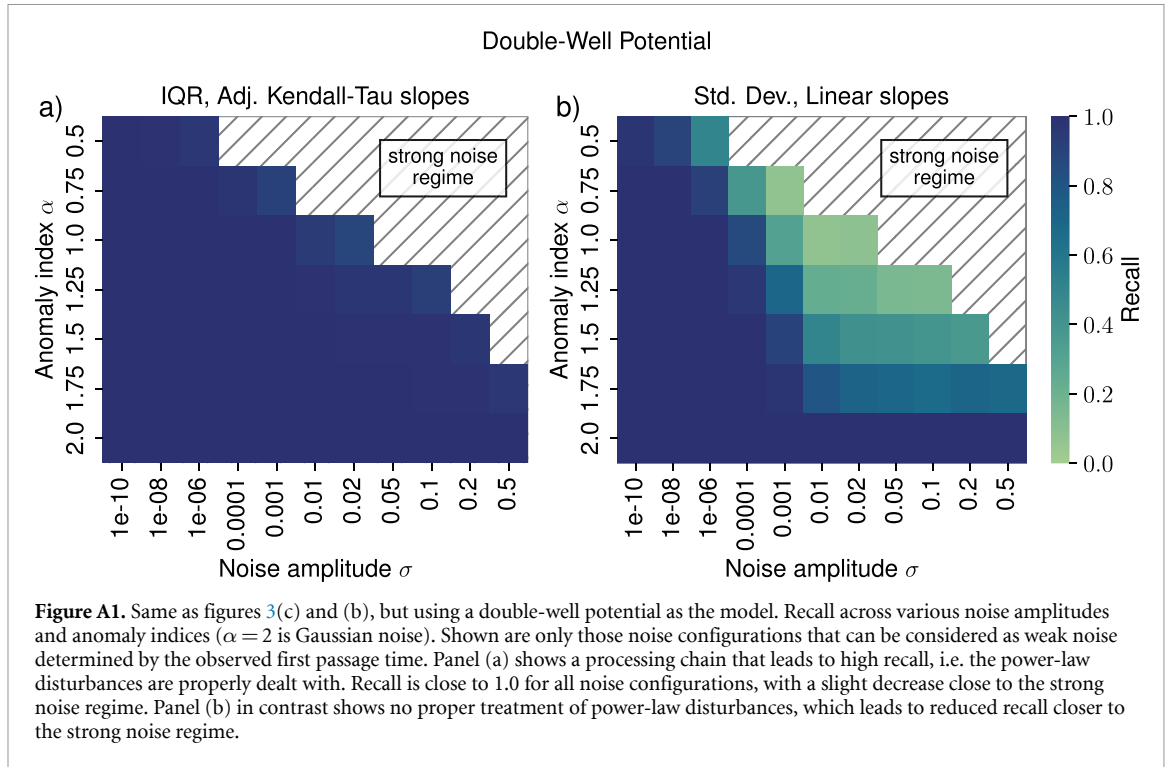 Double-Well Potential
a)
IQR, Adj. Kendall-Tau slopes
strong noise
regime
Anomaly index α
0.5
0.75
1.0
1.25
1.5
1.75
2.0
1e-10
1e-08
1e-06
0.0001
0.001
0.01
0.02
0.05
0.1
0.2
0.5
Noise amplitude σ
b)
Std. Dev., Linear slopes
strong noise
regime
Anomaly index α
0.5
0.75
1.0
1.25
1.5
1.75
2.0
1e-10
1e-08
1e-06
0.0001
0.001
0.01
0.02
0.05
0.1
0.2
0.5
Noise amplitude σ
1.0
0.8
0.6
0.4
0.2
0.0
Recall
Figure A1. Same as figures 3(c) and (b), but using a double-well potential as the model. Recall across various noise amplitudes
and anomaly indices (α = 2 is Gaussian noise). Shown are only those noise configurations that can be considered as weak noise
determined by the observed first passage time. Panel (a) shows a processing chain that leads to high recall, i.e. the power-law
disturbances are properly dealt with. Recall is close to 1.0 for all noise configurations, with a slight decrease close to the strong
noise regime. Panel (b) in contrast shows no proper treatment of power-law disturbances, which leads to reduced recall closer to
the strong noise regime.